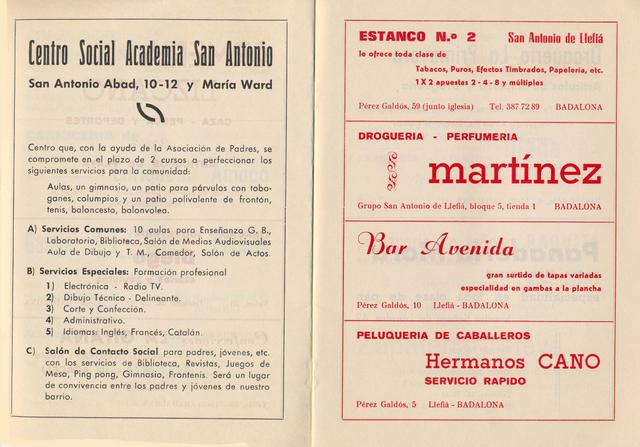 Centro Social Academia San Antonio
San Antonio Abad, 10-12 y María Ward
Centro que, con la ayuda de la Asociación de Padres, se
compromete en el plazo de 2 cursos a perfeccionar los
siguientes servicios para la comunidad:
Aulas, un gimnasio, un patio para párvulos con tobo-
ganes, columpios y un patio polivalente de frontón,
tenis, baloncesto, balonvolea.
A) Servicios Comunes: 10 aulas para Enseñanza G. B.,
Laboratorio, Biblioteca, Salón de Medios Audiovisuales
Aula de Dibujo y T. M., Comedor, Salón de Actos.
B) Servicios Especiales: Formación profesional
1) Electrónica - Radio TV.
2) Dibujo Técnico - Delineante.
3) Corte y Confección.
4) Administrativo.
5) Idiomas: Inglés, Francés, Catalán.
C) Salón de Contacto Social para padres, jóvenes, etc.
con los servicios de Biblioteca, Revistas, Juegos de
Mesa, Ping pong, Gimnasio, Frontenis. Será un lugar
de convivencia entre los padres y jóvenes de nuestro
barrio.
ESTANCO N.º 2 San Antonio de Llefiá
le ofrece toda clase de
Tabacos, Puros, Efectos Timbrados, Papelería, etc.
1 X 2 apuestas 2 - 4 - 8 y múltiples
Pérez Galdós, 59 (junto iglesia) Tel. 387 72 89 BADALONA
DROGUERIA - PERFUMERIA
martínez
Grupo San Antonio de Llefiá, bloque 5, tienda 1 BADALONA
Bar Avenida
gran surtido de tapas variadas
especialidad en gambas a la plancha
Pérez Galdós, 10 Llefiá - BADALONA
PELUQUERIA DE CABALLEROS
Hermanos CANO
SERVICIO RAPIDO
Pérez Galdós, 5 Llefiá - BADALONA